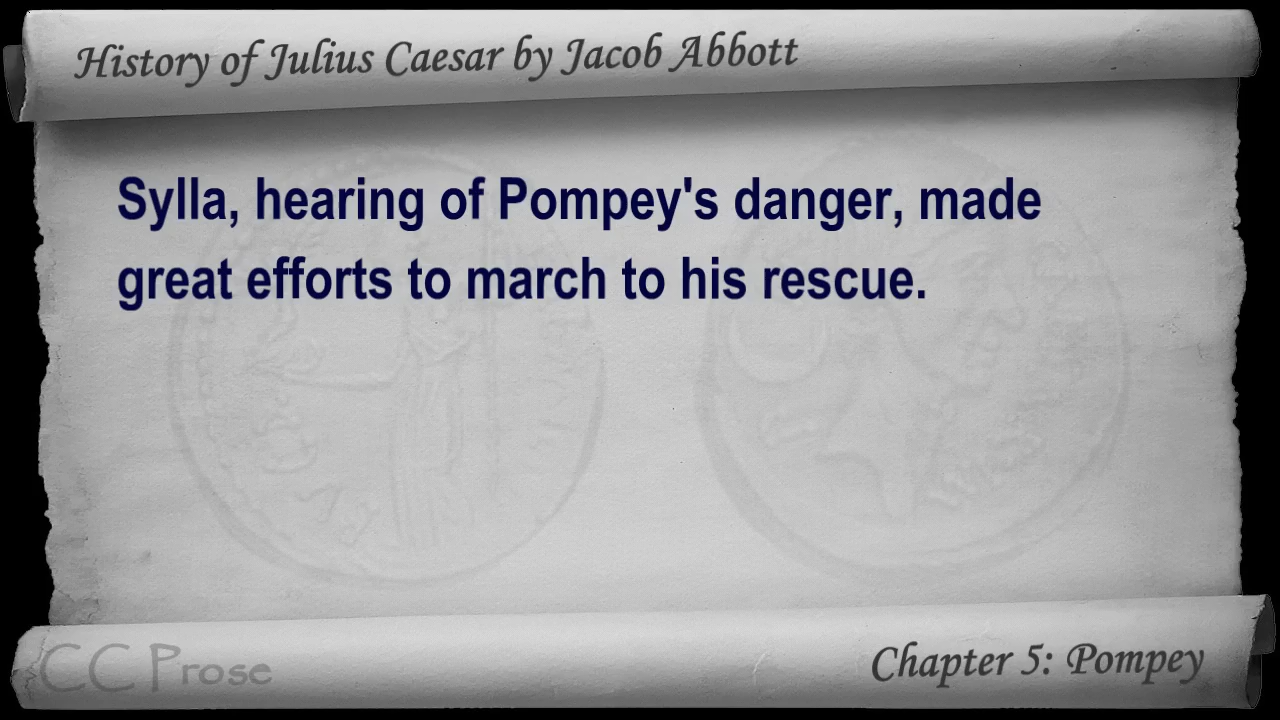 History of Julius Caesar by Jacob Abbott
Sylla, hearing of Pompey's danger, made
great efforts to march to his rescue.
CC Prose
Chapter 5: Pompey